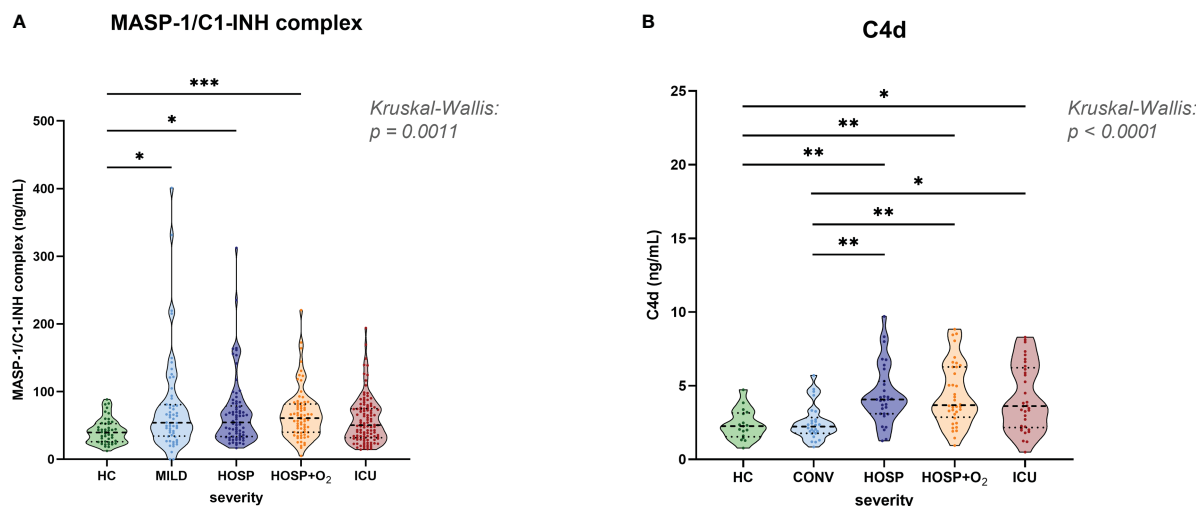 A
MASP-1/C1-INH complex
***
*
*
Kruskal-Wallis:
p = 0.0011
MASP-1/C1-INH complex (ng/mL)
500
400
300
200
100
0
HC MILD HOSP HOSP+O₂ ICU
severity
B
C4d
*
**
**
*
**
**
Kruskal-Wallis:
p < 0.0001
C4d (ng/mL)
25
20
15
10
5
0
HC CONV HOSP HOSP+O₂ ICU
severity